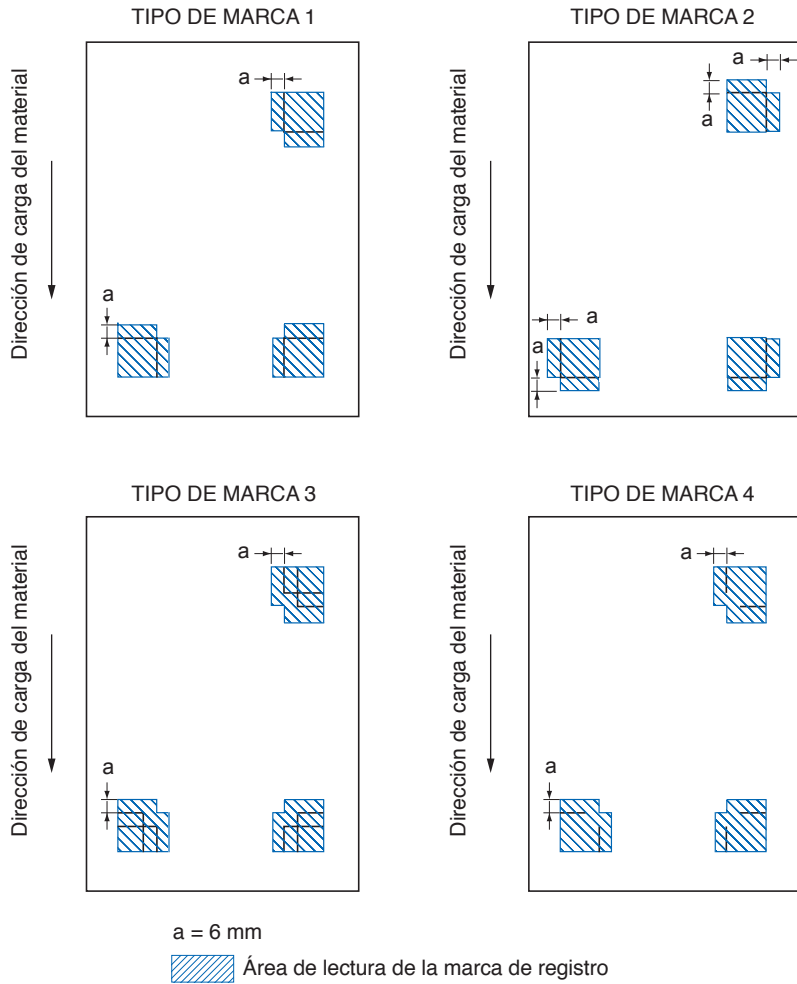 TIPO DE MARCA 1
TIPO DE MARCA 2
a
a
a
Dirección de carga del material
Dirección de carga del material
a
a
a
a
TIPO DE MARCA 3
TIPO DE MARCA 4
a
a
Dirección de carga del material
Dirección de carga del material
a
a
a = 6 mm
Área de lectura de la marca de registro